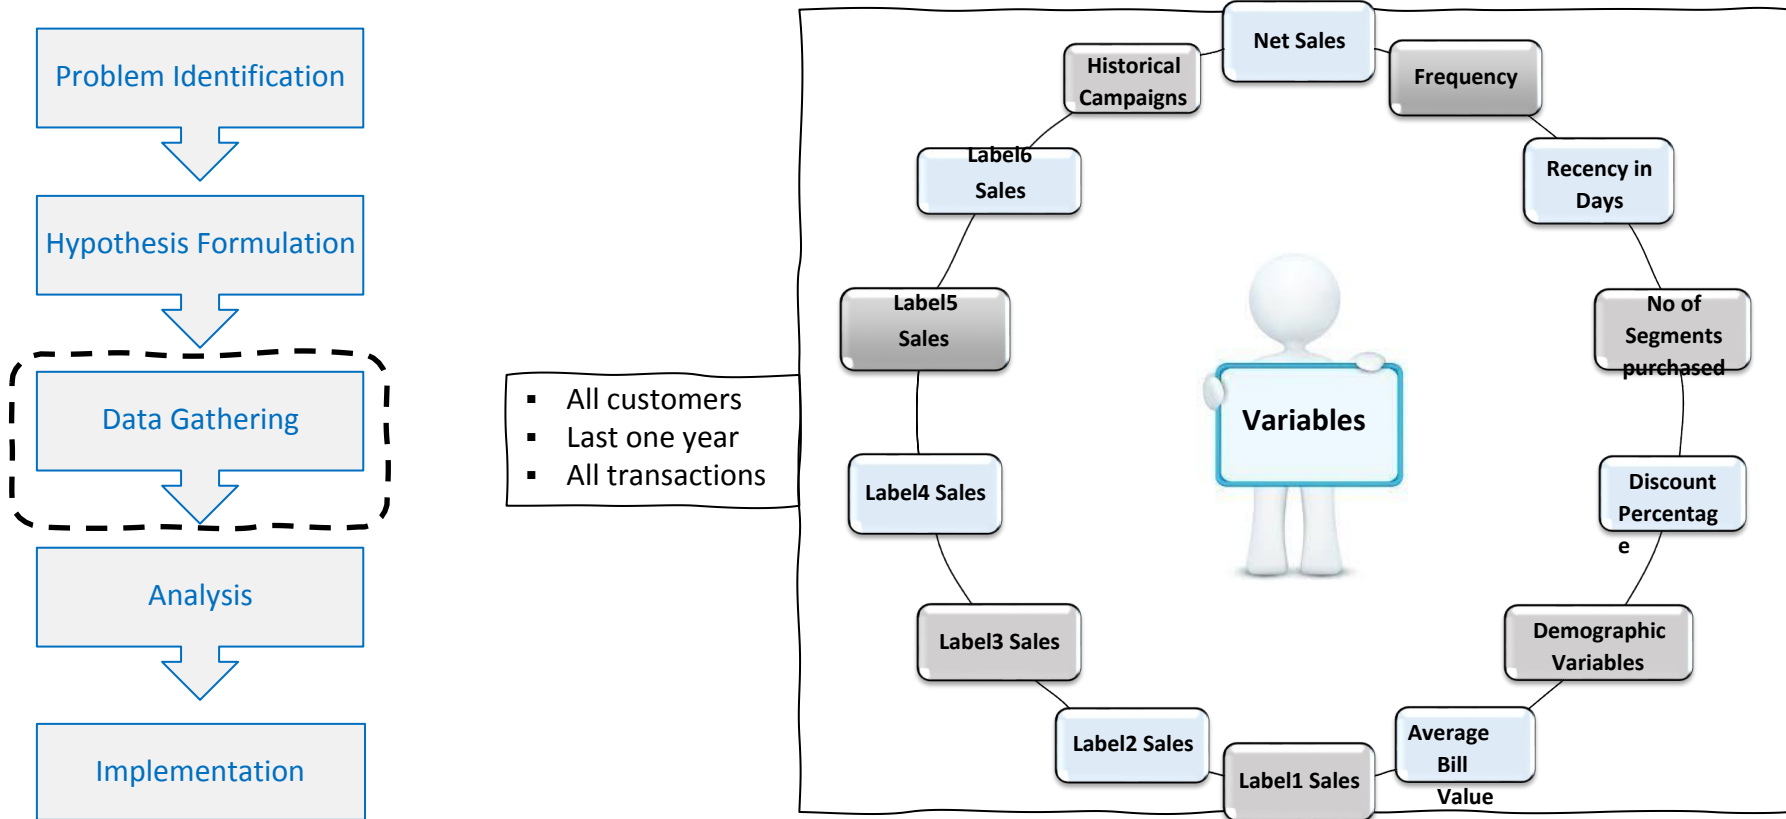 Problem Identification
Hypothesis Formulation
Data Gathering
Analysis
Implementation
▪ All customers
▪ Last one year
▪ All transactions
Net Sales
Frequency
Recency in
Days
No of
Segments
purchased
Discount
Percentag
e
Demographic
Variables
Average
Bill
Value
Label1 Sales
Label2 Sales
Label3 Sales
Label4 Sales
Label5
Sales
Label6
Sales
Historical
Campaigns
Variables